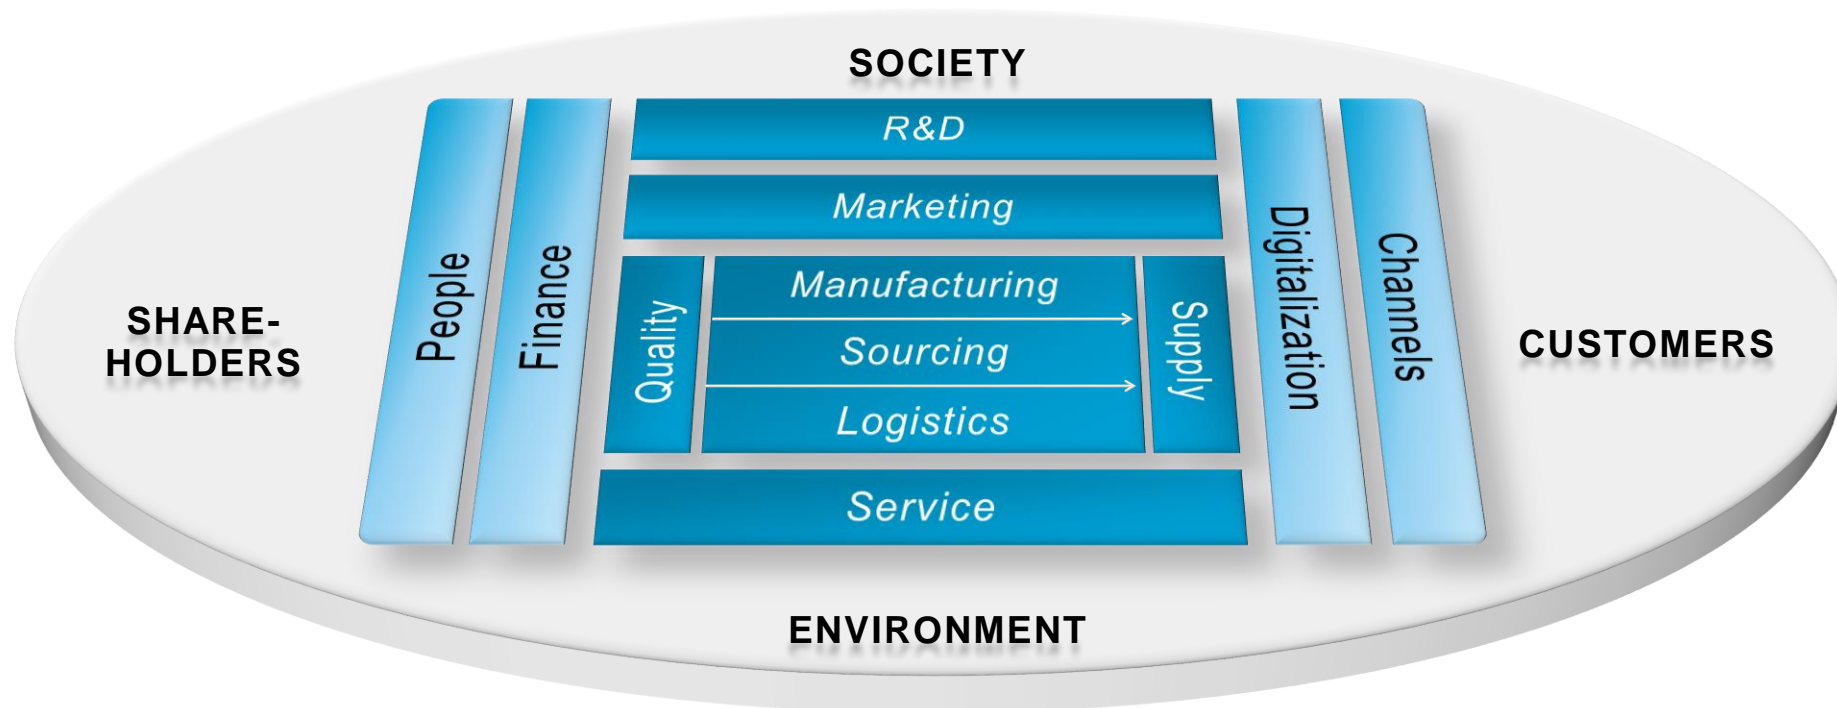 SOCIETY
R&D
Marketing
People
Finance
Quality
Manufacturing
Sourcing
Logistics
Supply
Digitalization
Channels
Service
SHARE-
HOLDERS
CUSTOMERS
ENVIRONMENT